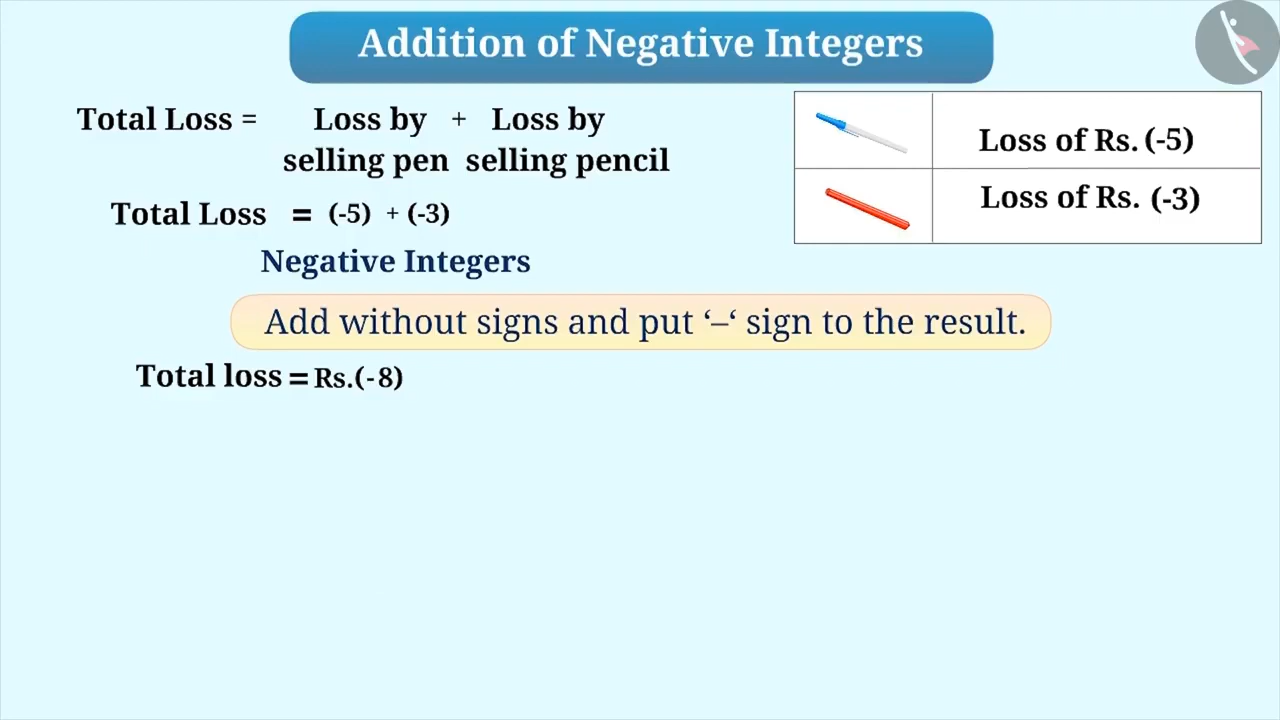 Addition of Negative Integers
Total Loss = Loss by + Loss by
selling pen selling pencil
Total Loss = (-5) + (-3)
Negative Integers
Loss of Rs. (-5)
Loss of Rs. (-3)
Add without signs and put ‘–‘ sign to the result.
Total loss = Rs.(-8)